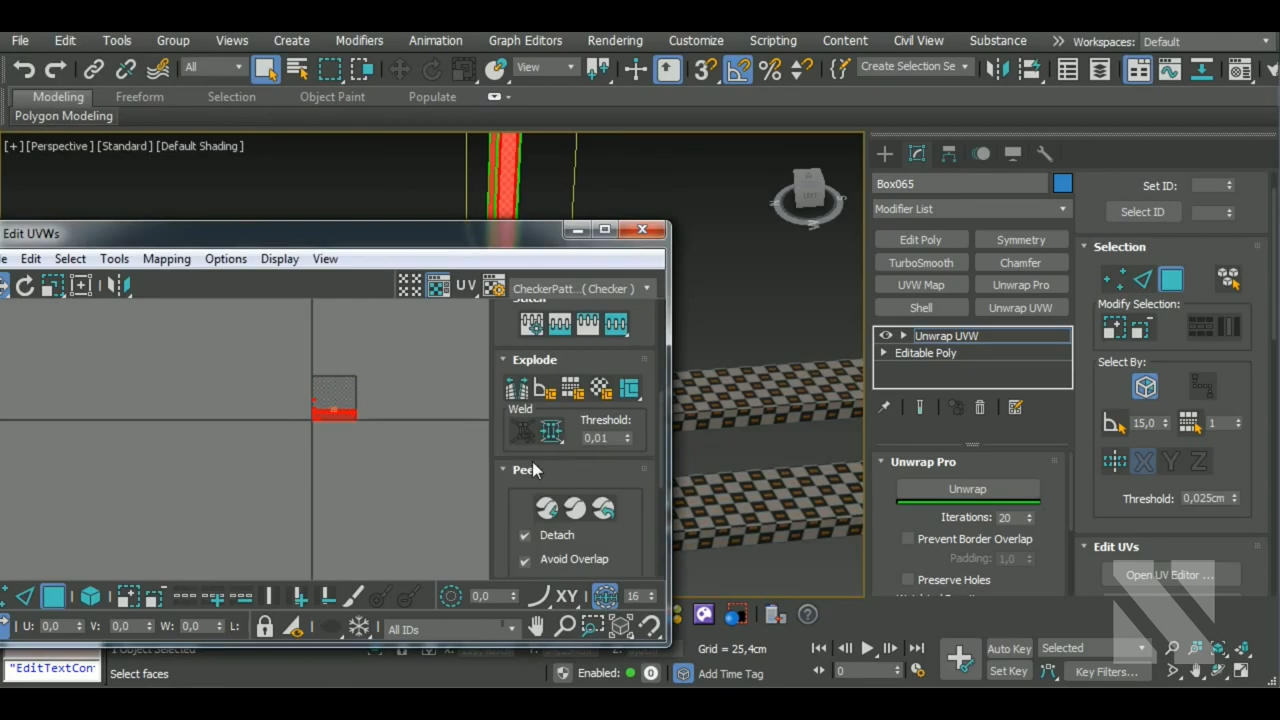 File Edit Tools Group Views Create Modifiers Animation Graph Editors Rendering Customize Scripting Content Civil View Substance Workspaces: Default
All View Create Selection Se
Modeling Freeform Selection Object Paint Populate
Polygon Modeling
[+] [Perspective ] [Standard ] [Default Shading ]
Box065
Modifier List
Edit Poly Symmetry
TurboSmooth Chamfer
UVW Map Unwrap Pro
Shell Unwrap UVW
Unwrap UVW
Editable Poly
Unwrap Pro
Unwrap
Iterations: 20
Prevent Border Overlap
Padding: 1,0
Preserve Holes
Set ID:
Select ID
Selection
Modify Selection:
Select By:
15,0 1
X Y Z
Threshold: 0,025cm
Edit UVs
Open UV Editor ...
Edit UVWs
Edit Select Tools Mapping Options Display View
UV CheckerPatt...( Checker )
Stitch
Explode
Weld Threshold:
0,01
Detach
Avoid Overlap
0,0 XY 16
U: 0,0 V: 0,0 W: 0,0 L: All IDs
1 Object Selected
"EditTextCon
Select faces
Grid = 25,4cm
Enabled: 0 Add Time Tag
0
Auto Key Selected
Set Key Key Filters...